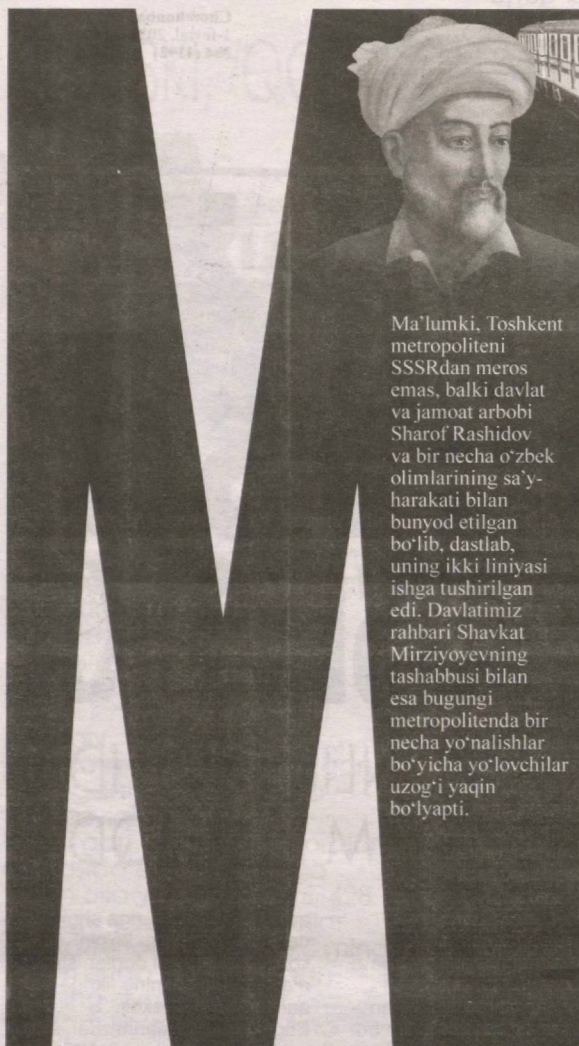 M
Ma’lumki, Toshkent
metropoliteni
SSSRdan meros
emas, balki davlat
va jamoat arbobi
Sharof Rashidov
va bir necha o‘zbek
olimlarining sa’y-
harakati bilan
bunyod etilgan
bo‘lib, dastlab,
uning ikki liniyasi
ishga tushirilgan
edi. Davlatimiz
rahbari Shavkat
Mirziyoyevning
tashabbusi bilan
esa bugungi
metropolitenda bir
necha yo‘nalishlar
bo‘yicha yo‘lovchilar
uzog‘i yaqin
bo‘lyapti.